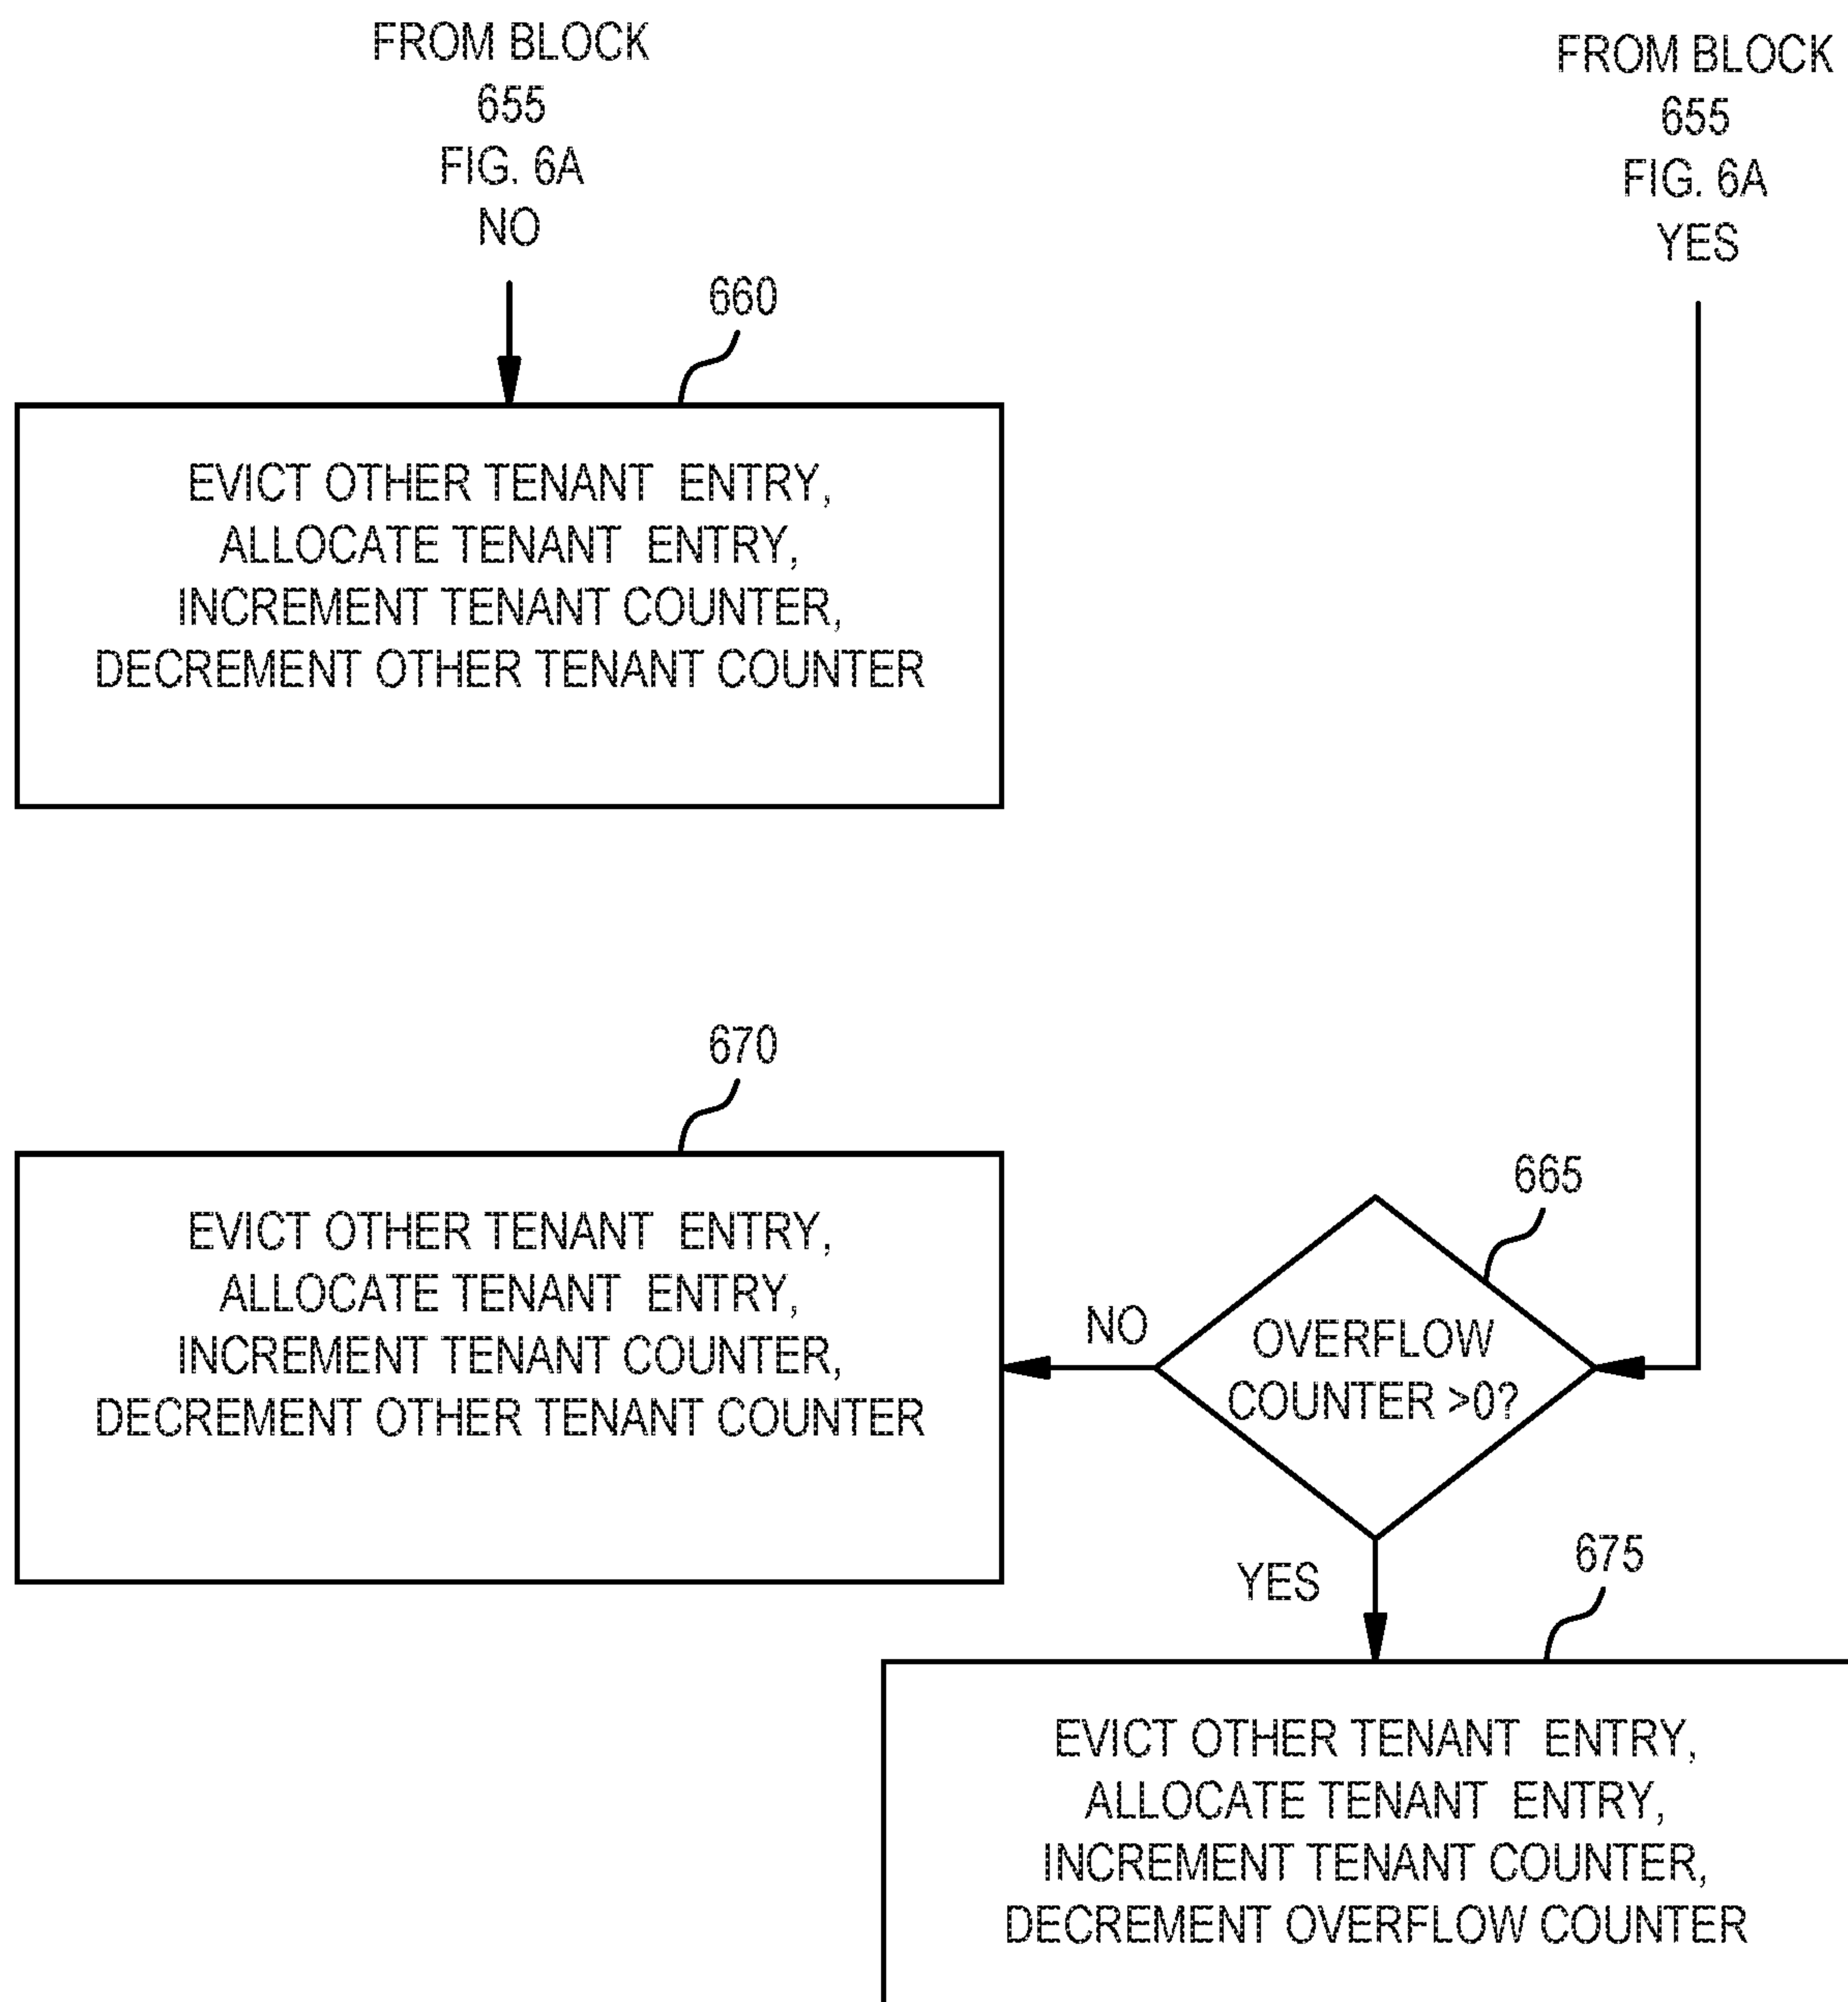 FROM BLOCK
655
FIG. 6A
NO
FROM BLOCK
655
FIG. 6A
YES
660
EVICT OTHER TENANT ENTRY,
ALLOCATE TENANT ENTRY,
INCREMENT TENANT COUNTER,
DECREMENT OTHER TENANT COUNTER
670
EVICT OTHER TENANT ENTRY,
ALLOCATE TENANT ENTRY,
INCREMENT TENANT COUNTER,
DECREMENT OTHER TENANT COUNTER
NO
665
OVERFLOW
COUNTER >0?
YES
675
EVICT OTHER TENANT ENTRY,
ALLOCATE TENANT ENTRY,
INCREMENT TENANT COUNTER,
DECREMENT OVERFLOW COUNTER